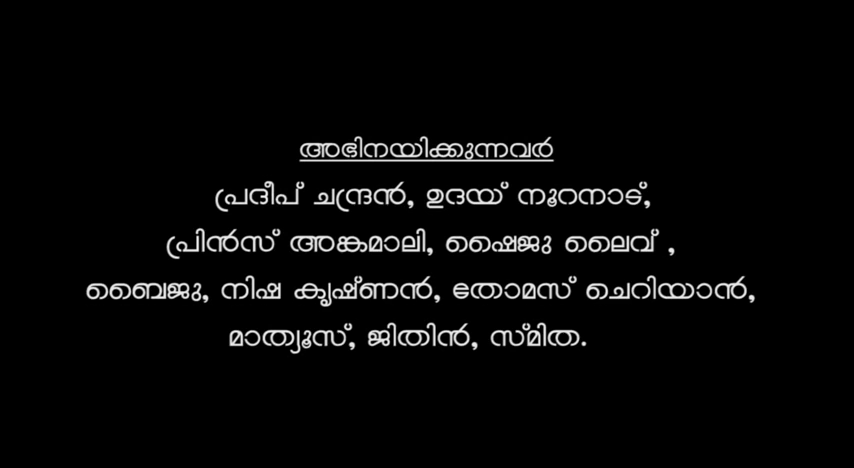 അഭിനയിക്കുന്നവർ
പ്രദീപ് ചന്ദ്രൻ, ഉദയ് നൂറനാട്,
പ്രിൻസ് അങ്കമാലി, ഷൈജു ലൈവ് ,
ബൈജു, നിഷ കൃഷ്ണൻ, തോമസ് ചെറിയാൻ,
മാത്യൂസ്, ജിതിൻ, സ്മിത.